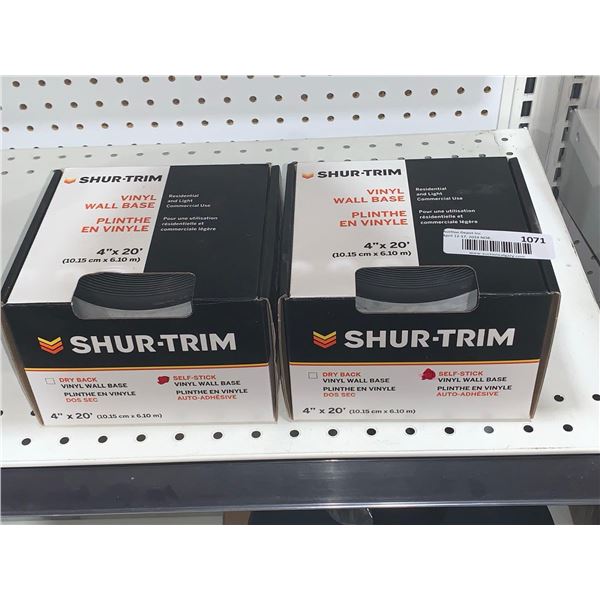 SHUR-TRIM
VINYL
WALL BASE
PLINTHE
EN VINYLE
4" x 20'
(10.15 cm x 6.10 m)
Residential
and Light
Commercial Use
Pour une utilisation
résidentielle et
commerciale légère
SHUR-TRIM
DRY BACK
VINYL WALL BASE
PLINTHE EN VINYLE
DOS SEC
SELF-STICK
VINYL WALL BASE
PLINTHE EN VINYLE
AUTO-ADHÉSIVE
4" x 20' (10.15 cm x 6.10 m)
SHUR-TRIM
VINYL
WALL BASE
PLINTHE
EN VINYLE
4" x 20'
(10.15 cm x 6.10 m)
Residential
and Light
Commercial Use
Pour une utilisation
résidentielle et
commerciale légère
1071
SHUR-TRIM
DRY BACK
VINYL WALL BASE
PLINTHE EN VINYLE
DOS SEC
SELF-STICK
VINYL WALL BASE
PLINTHE EN VINYLE
AUTO-ADHÉSIVE
4" x 20' (10.15 cm x 6.10 m)